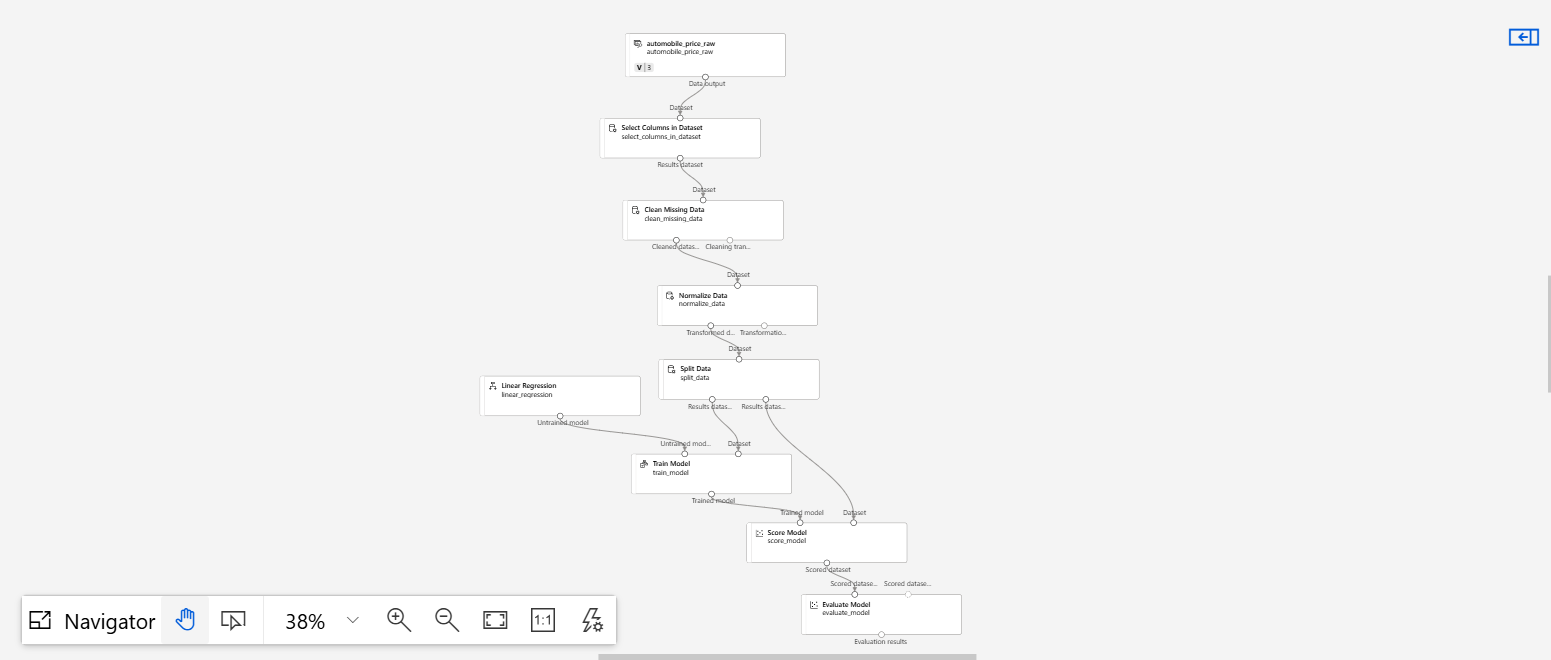 automobile_price_raw
automobile_price_raw
V 3
Data output
Dataset
Select Columns in Dataset
select_columns_in_dataset
Results dataset
Dataset
Clean Missing Data
clean_missing_data
Cleaned datas... Cleaning tran...
Dataset
Normalize Data
normalize_data
Transformed d... Transformatio...
Dataset
Split Data
split_data
Results datas... Results datas...
Linear Regression
linear_regression
Untrained model
Untrained mod... Dataset
Train Model
train_model
Trained model
Trained model Dataset
Score Model
score_model
Scored dataset
Scored datase... Scored datase...
Evaluate Model
evaluate_model
Evaluation results
Navigator 38% 1:1